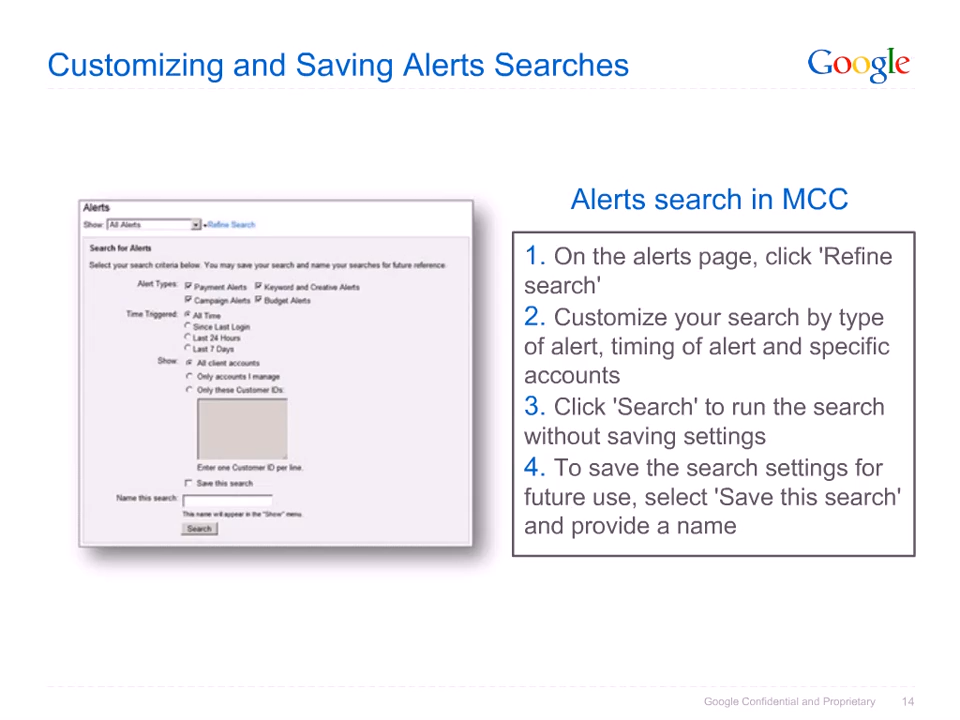 Customizing and Saving Alerts Searches
Google
Alerts
Show: All Alerts Refine Search
Search for Alerts
Select your search criteria below. You may save your search and name your searches for future reference.
Alert Types: Payment Alerts Keyword and Creative Alerts
Campaign Alerts Budget Alerts
Time Triggered: All Time
Since Last Login
Last 24 Hours
Last 7 Days
Show: All client accounts
Only accounts I manage
Only these Customer IDs:
Enter one Customer ID per line.
Save this search
Name this search:
This name will appear in the "Show" menu.
Search
Alerts search in MCC
1. On the alerts page, click 'Refine
search'
2. Customize your search by type
of alert, timing of alert and specific
accounts
3. Click 'Search' to run the search
without saving settings
4. To save the search settings for
future use, select 'Save this search'
and provide a name
Google Confidential and Proprietary 14